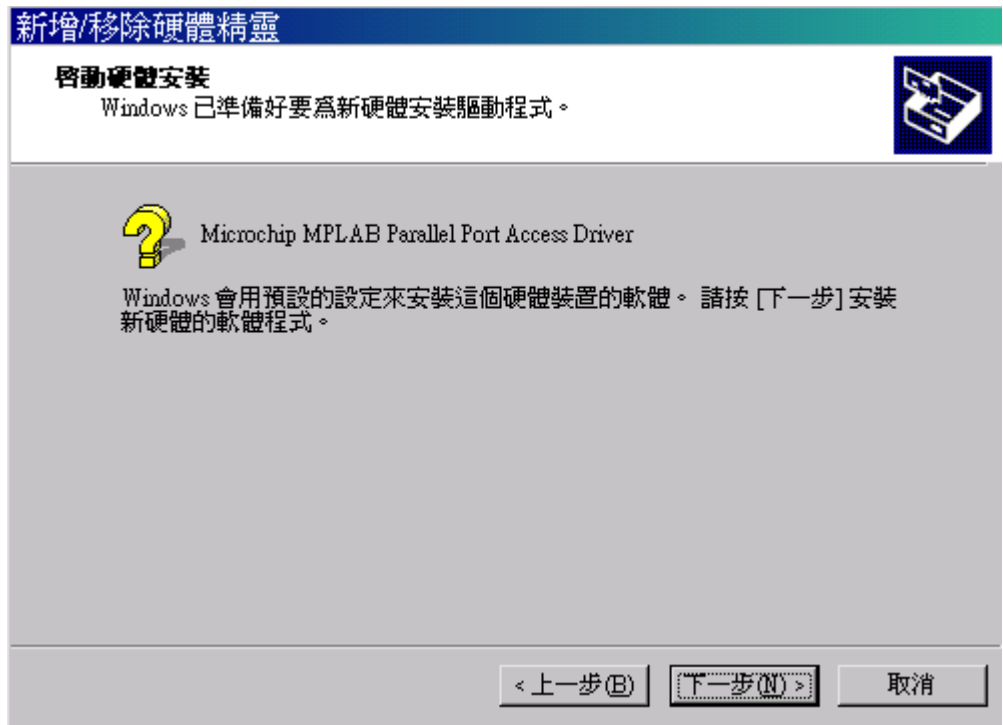 新增/移除硬體精靈
啓動硬體安裝
Windows 已準備好要爲新硬體安裝驅動程式。
Microchip MPLAB Parallel Port Access Driver
Windows 會用預設的設定來安裝這個硬體裝置的軟體。 請按 [下一步] 安裝
新硬體的軟體程式。
< 上一步(B) 下一步(N) > 取消